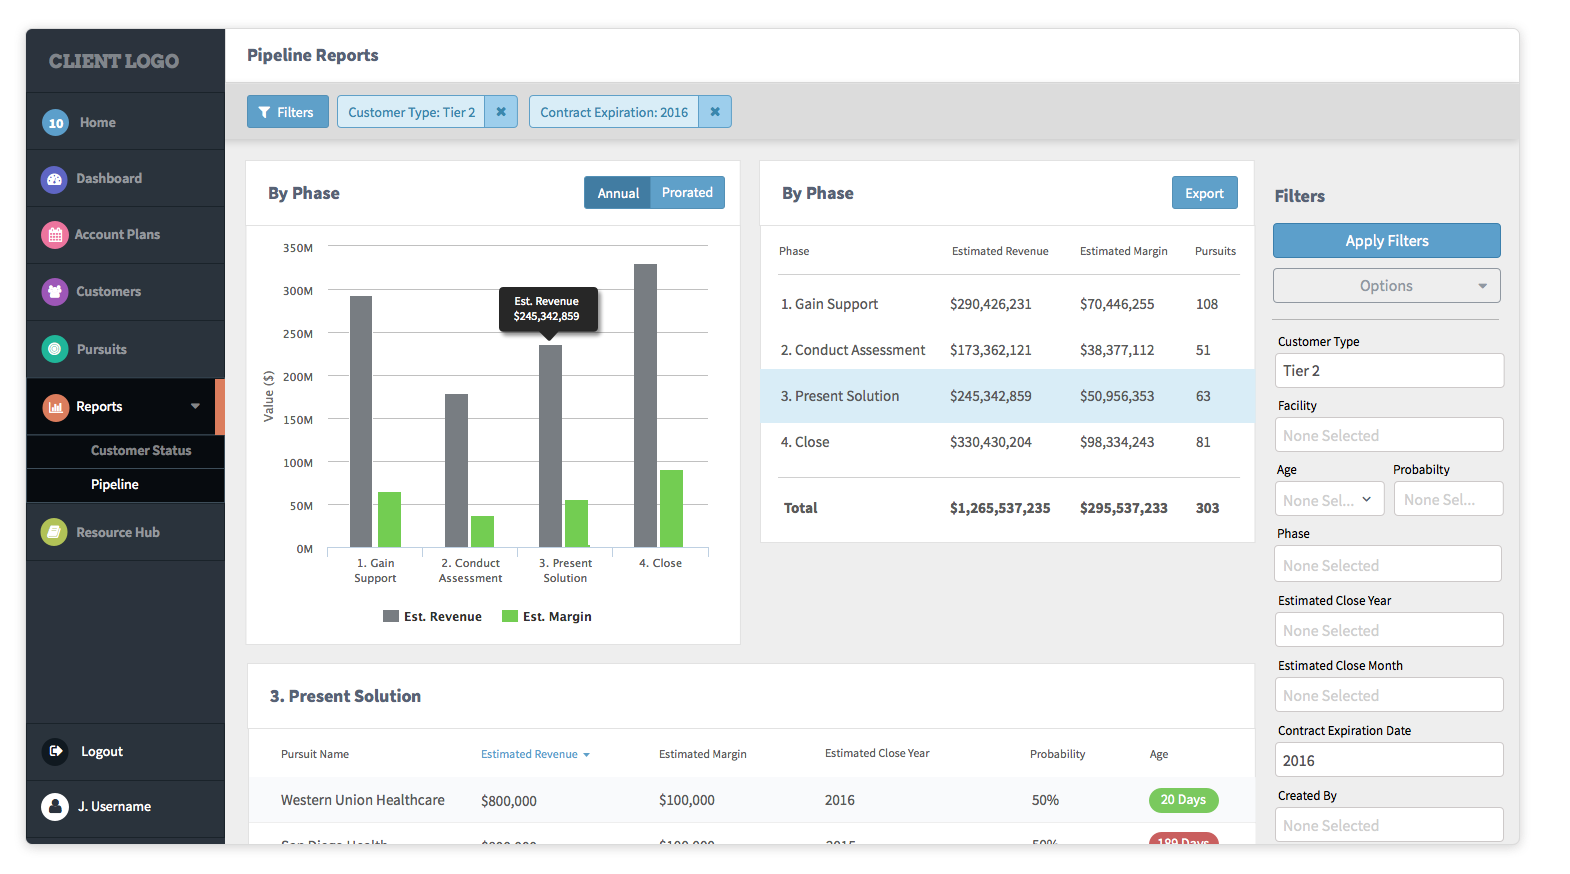 CLIENT LOGO
10 Home
Dashboard
Account Plans
Customers
Pursuits
Reports
Customer Status
Pipeline
Resource Hub
Logout
J. Username
Pipeline Reports
Filters
Customer Type: Tier 2
Contract Expiration: 2016
By Phase
Annual Prorated
350M
300M
250M
200M
150M
100M
50M
0M
Value ($)
Est. Revenue
$245,342,859
1. Gain
Support
2. Conduct
Assessment
3. Present
Solution
4. Close
Est. Revenue Est. Margin
By Phase
Export
Phase Estimated Revenue Estimated Margin Pursuits
1. Gain Support $290,426,231 $70,446,255 108
2. Conduct Assessment $173,362,121 $38,377,112 51
3. Present Solution $245,342,859 $50,956,353 63
4. Close $330,430,204 $98,334,243 81
Total $1,265,537,235 $295,537,233 303
3. Present Solution
Pursuit Name Estimated Revenue Estimated Margin Estimated Close Year Probability Age
Western Union Healthcare $800,000 $100,000 2016 50% 20 Days
San Diego Health $100,000 2015 50% 189 Days
Filters
Apply Filters
Options
Customer Type
Tier 2
Facility
None Selected
Age Probabilty
None Sel... None Sel...
Phase
None Selected
Estimated Close Year
None Selected
Estimated Close Month
None Selected
Contract Expiration Date
2016
Created By
None Selected